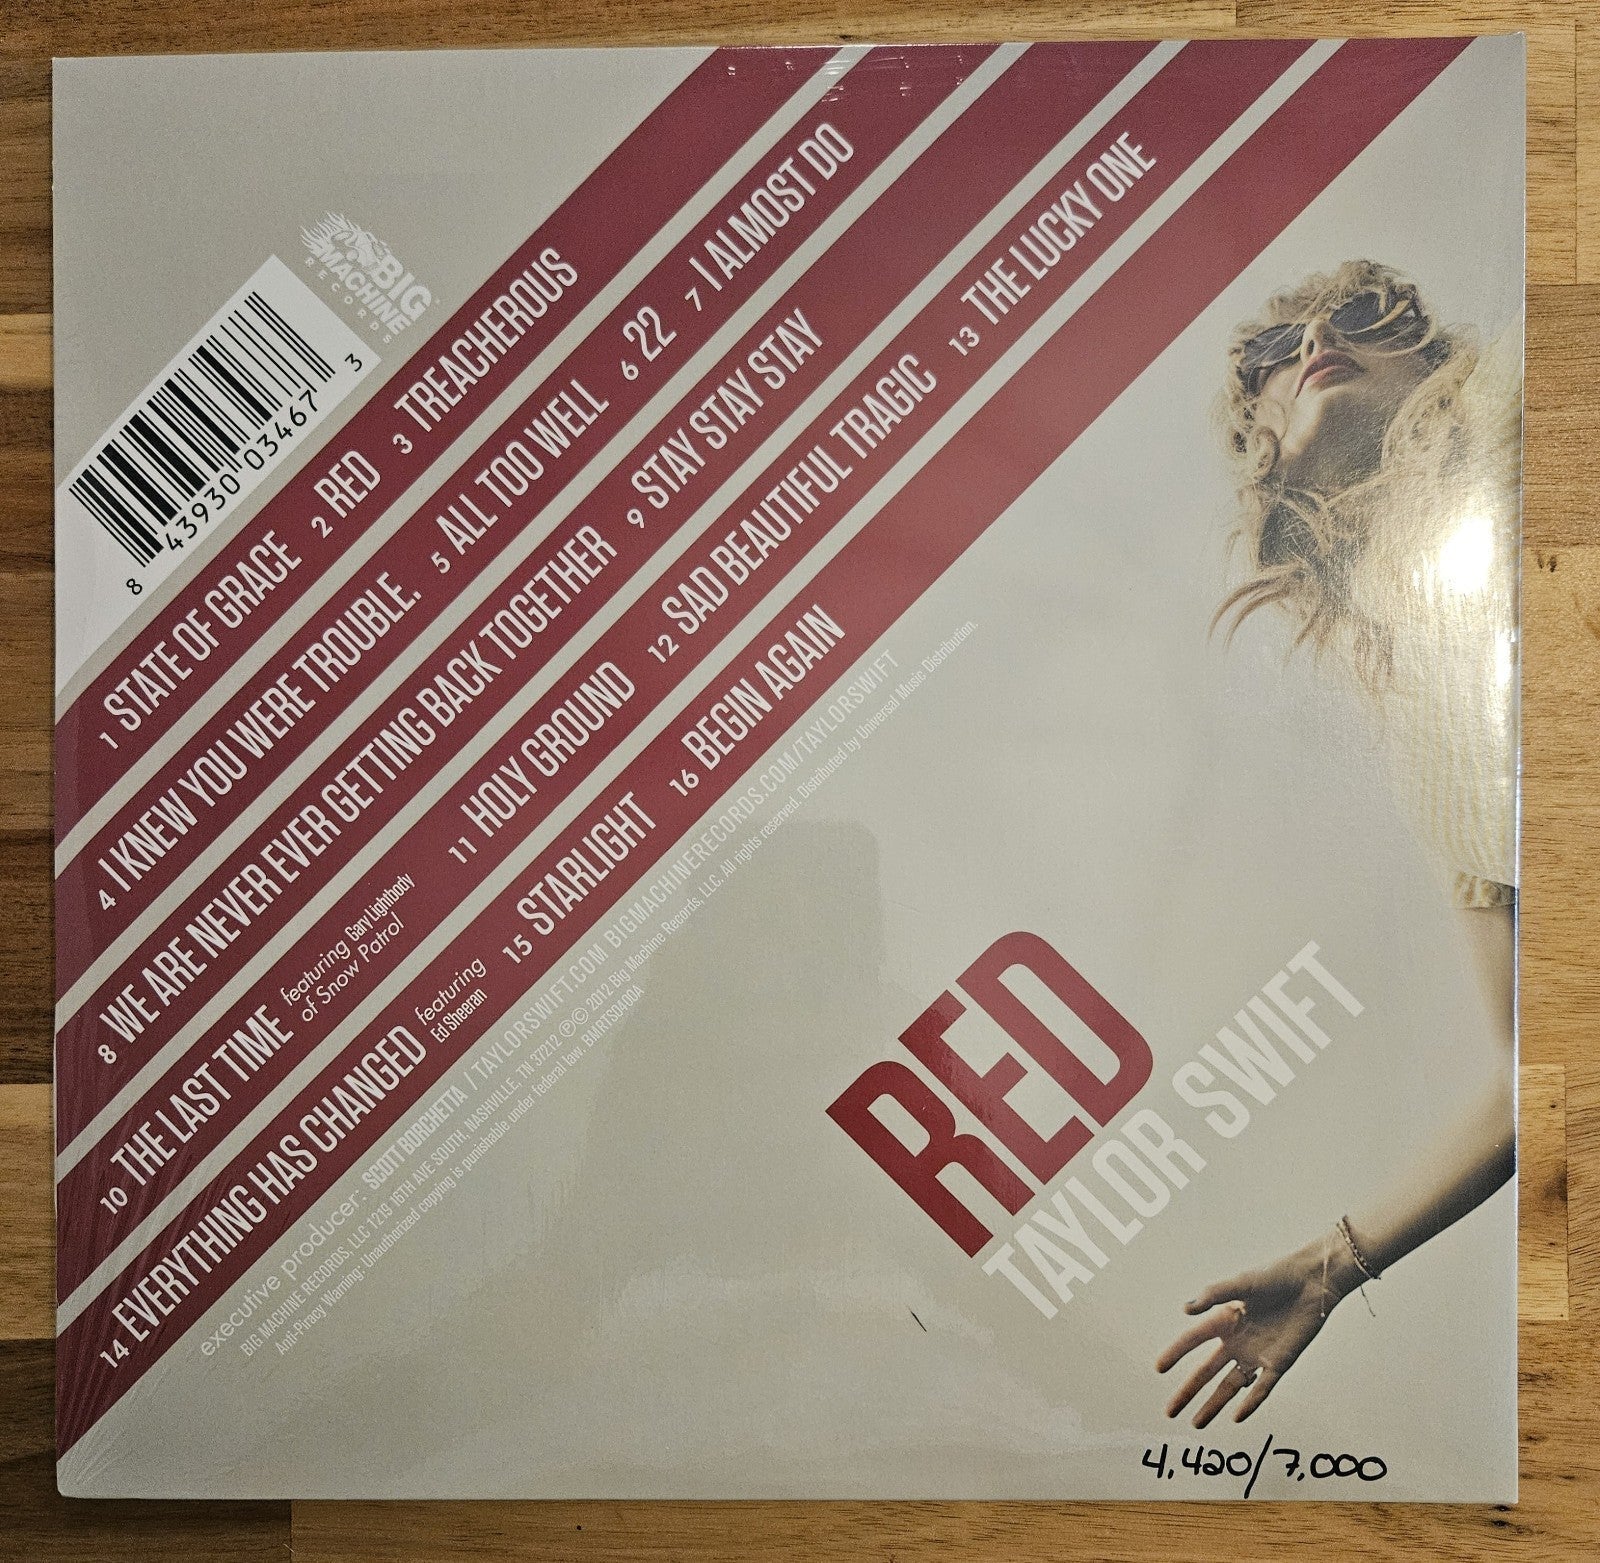 BIG
MACHINE
RECORDS
8 43930 03467 3
1 STATE OF GRACE 2 RED 3 TREACHEROUS
4 I KNEW YOU WERE TROUBLE. 5 ALL TOO WELL 6 22 7 I ALMOST DO
8 WE ARE NEVER EVER GETTING BACK TOGETHER 9 STAY STAY STAY
10 THE LAST TIME featuring Gary Lightbody
of Snow Patrol 11 HOLY GROUND 12 SAD BEAUTIFUL TRAGIC 13 THE LUCKY ONE
14 EVERYTHING HAS CHANGED featuring
Ed Sheeran 15 STARLIGHT 16 BEGIN AGAIN
executive producer: SCOTT BORCHETTA / TAYLORSWIFT.COM BIGMACHINERECORDS.COM/TAYLORSWIFT
BIG MACHINE RECORDS, LLC 1219 16TH AVE SOUTH, NASHVILLE, TN 37212 ℗© 2012 Big Machine Records, LLC. All rights reserved. Distributed by Universal Music Distribution.
Anti-Piracy Warning: Unauthorized copying is punishable under federal law. BMRTS0400A
RED
TAYLOR SWIFT
4,420/7,000